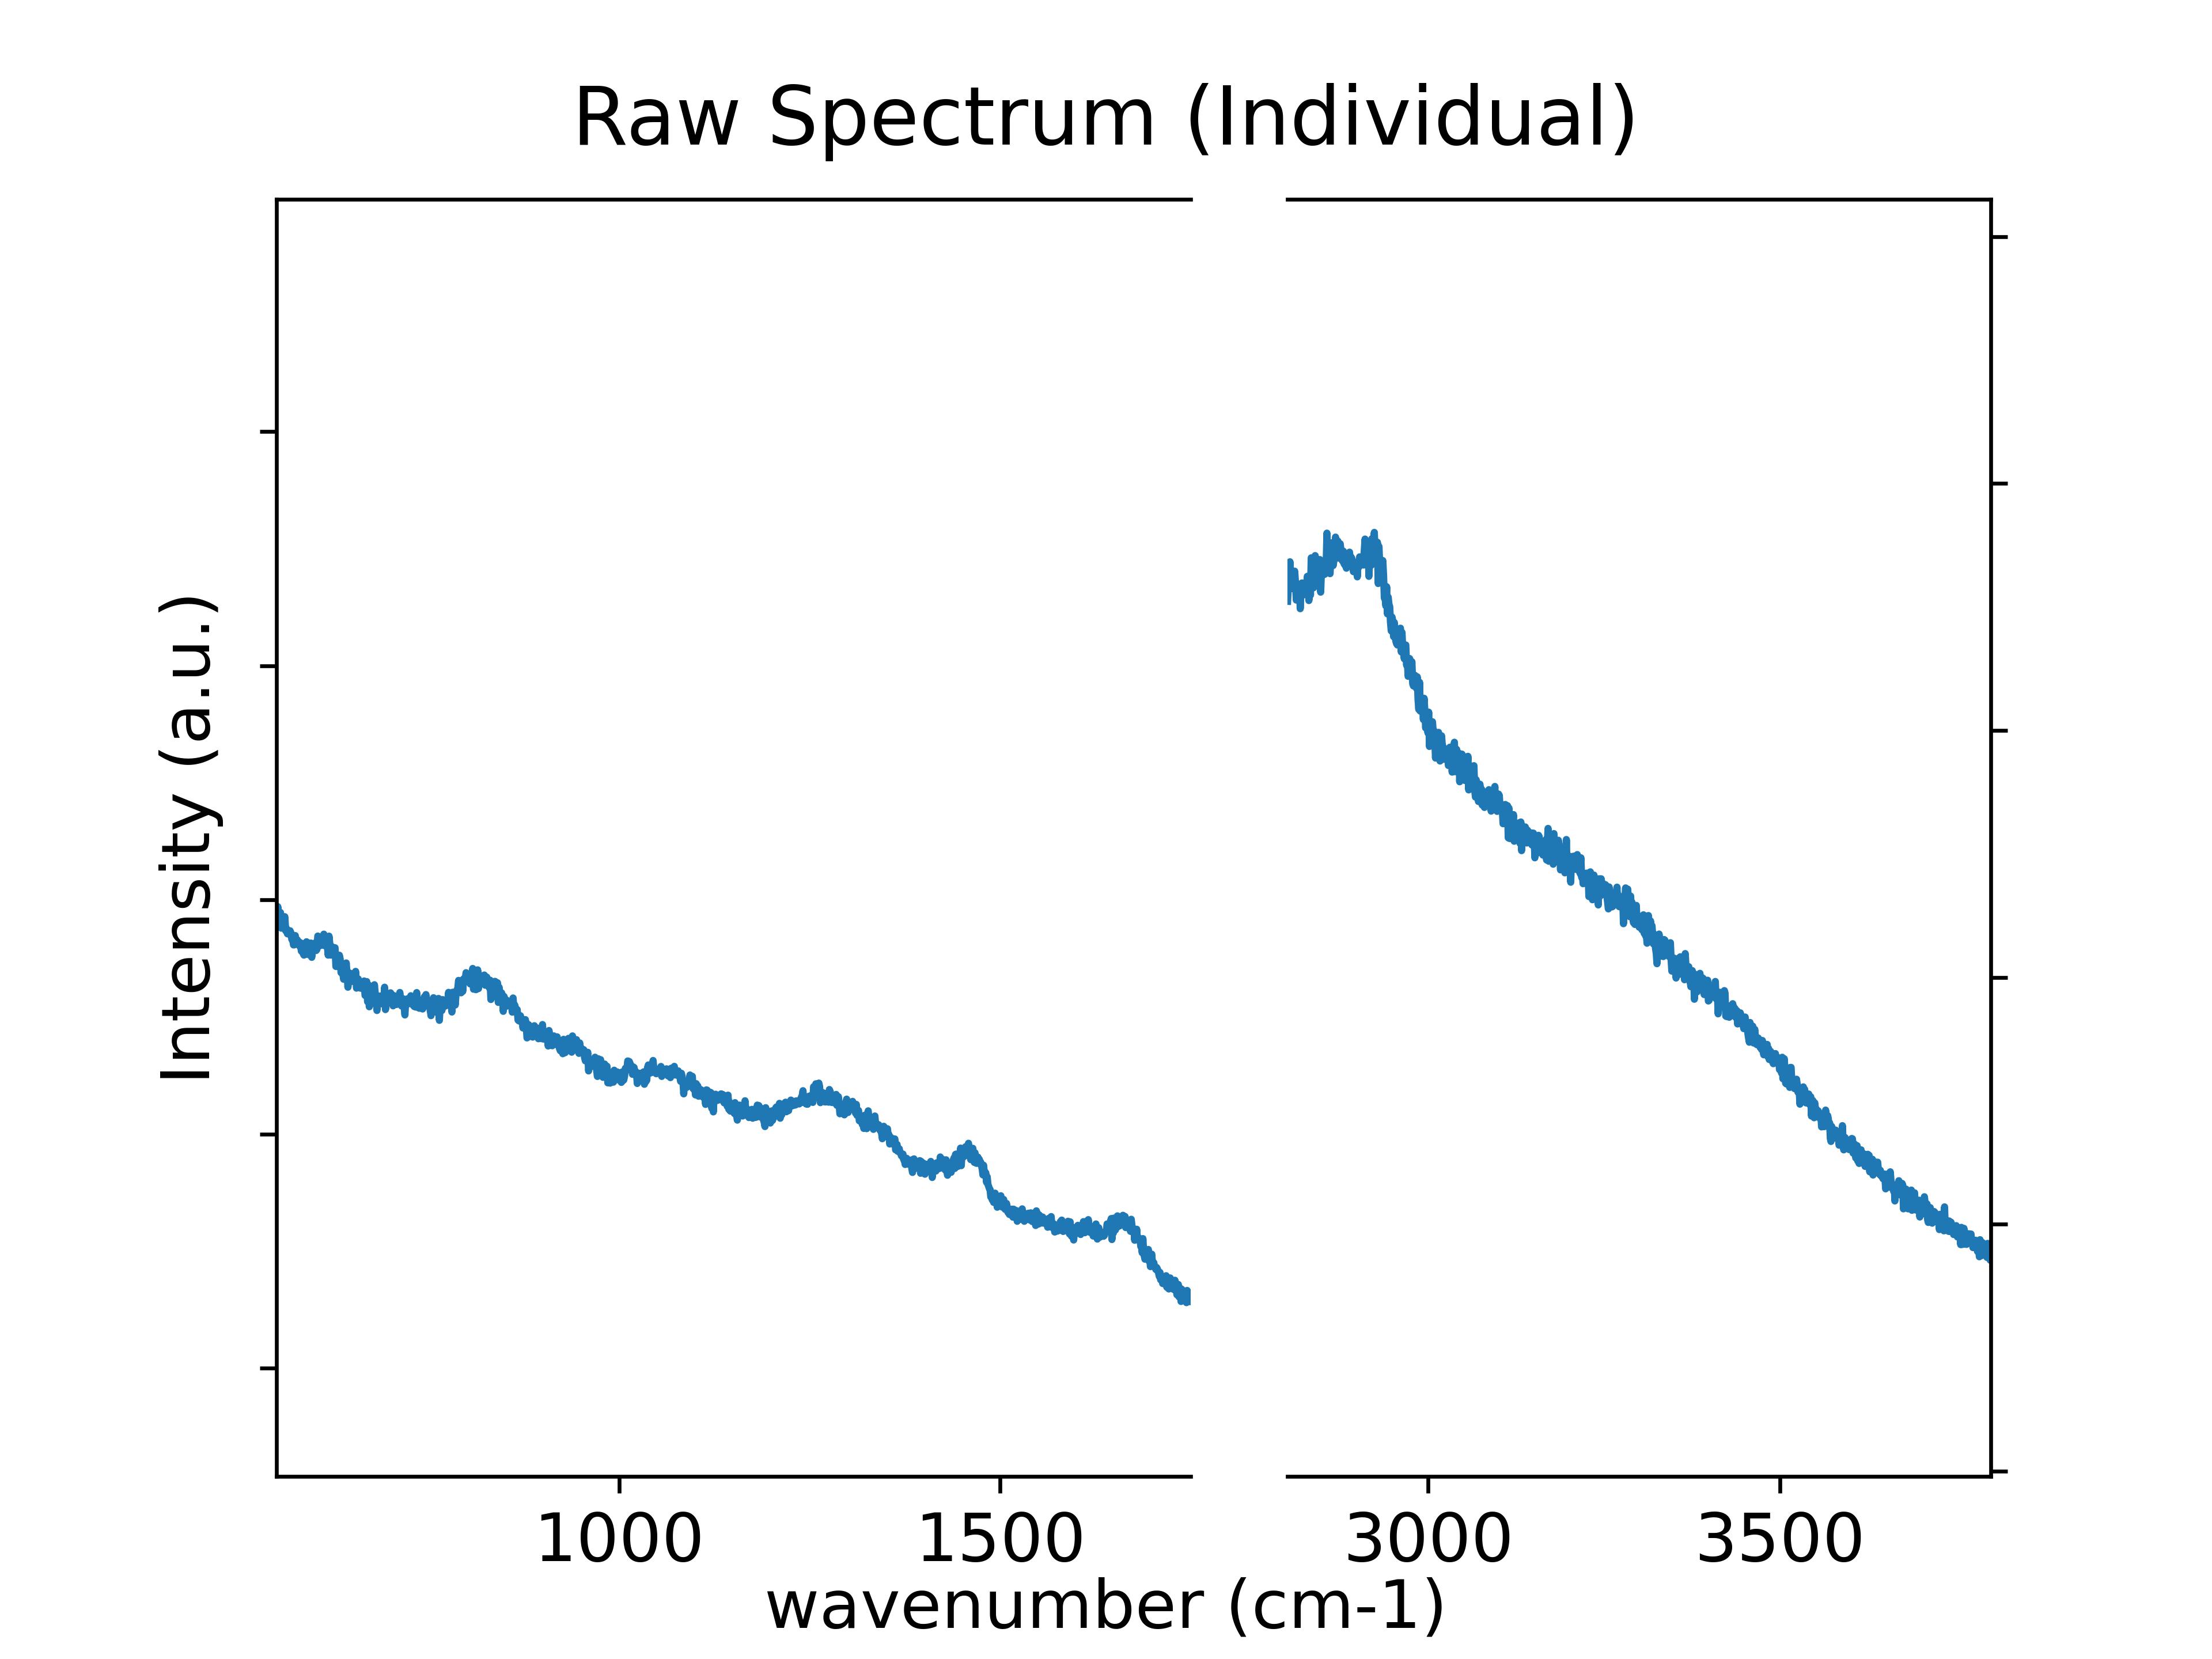 Raw Spectrum (Individual)
Intensity (a.u.)
1000 1500 3000 3500
wavenumber (cm-1)